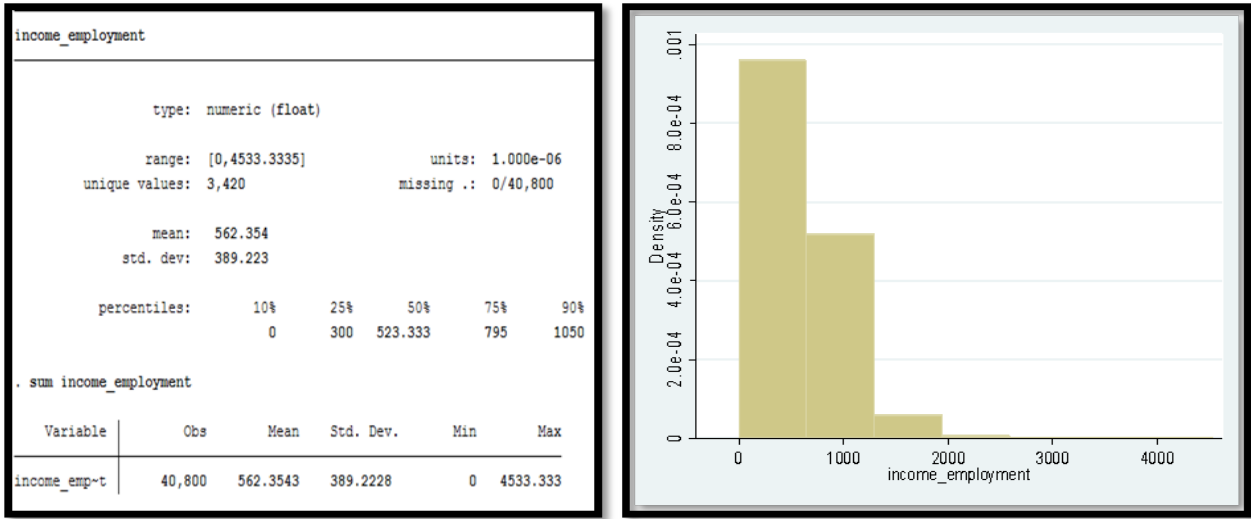 income_employment
type: numeric (float)
range: [0,4533.3335] units: 1.000e-06
unique values: 3,420 missing .: 0/40,800
mean: 562.354
std. dev: 389.223
percentiles: 10% 25% 50% 75% 90%
0 300 523.333 795 1050
. sum income_employment
Variable Obs Mean Std. Dev. Min Max
income_emp~t 40,800 562.3543 389.2228 0 4533.333
Density
.001
8.0e-04
6.0e-04
4.0e-04
2.0e-04
0
0 1000 2000 3000 4000
income_employment